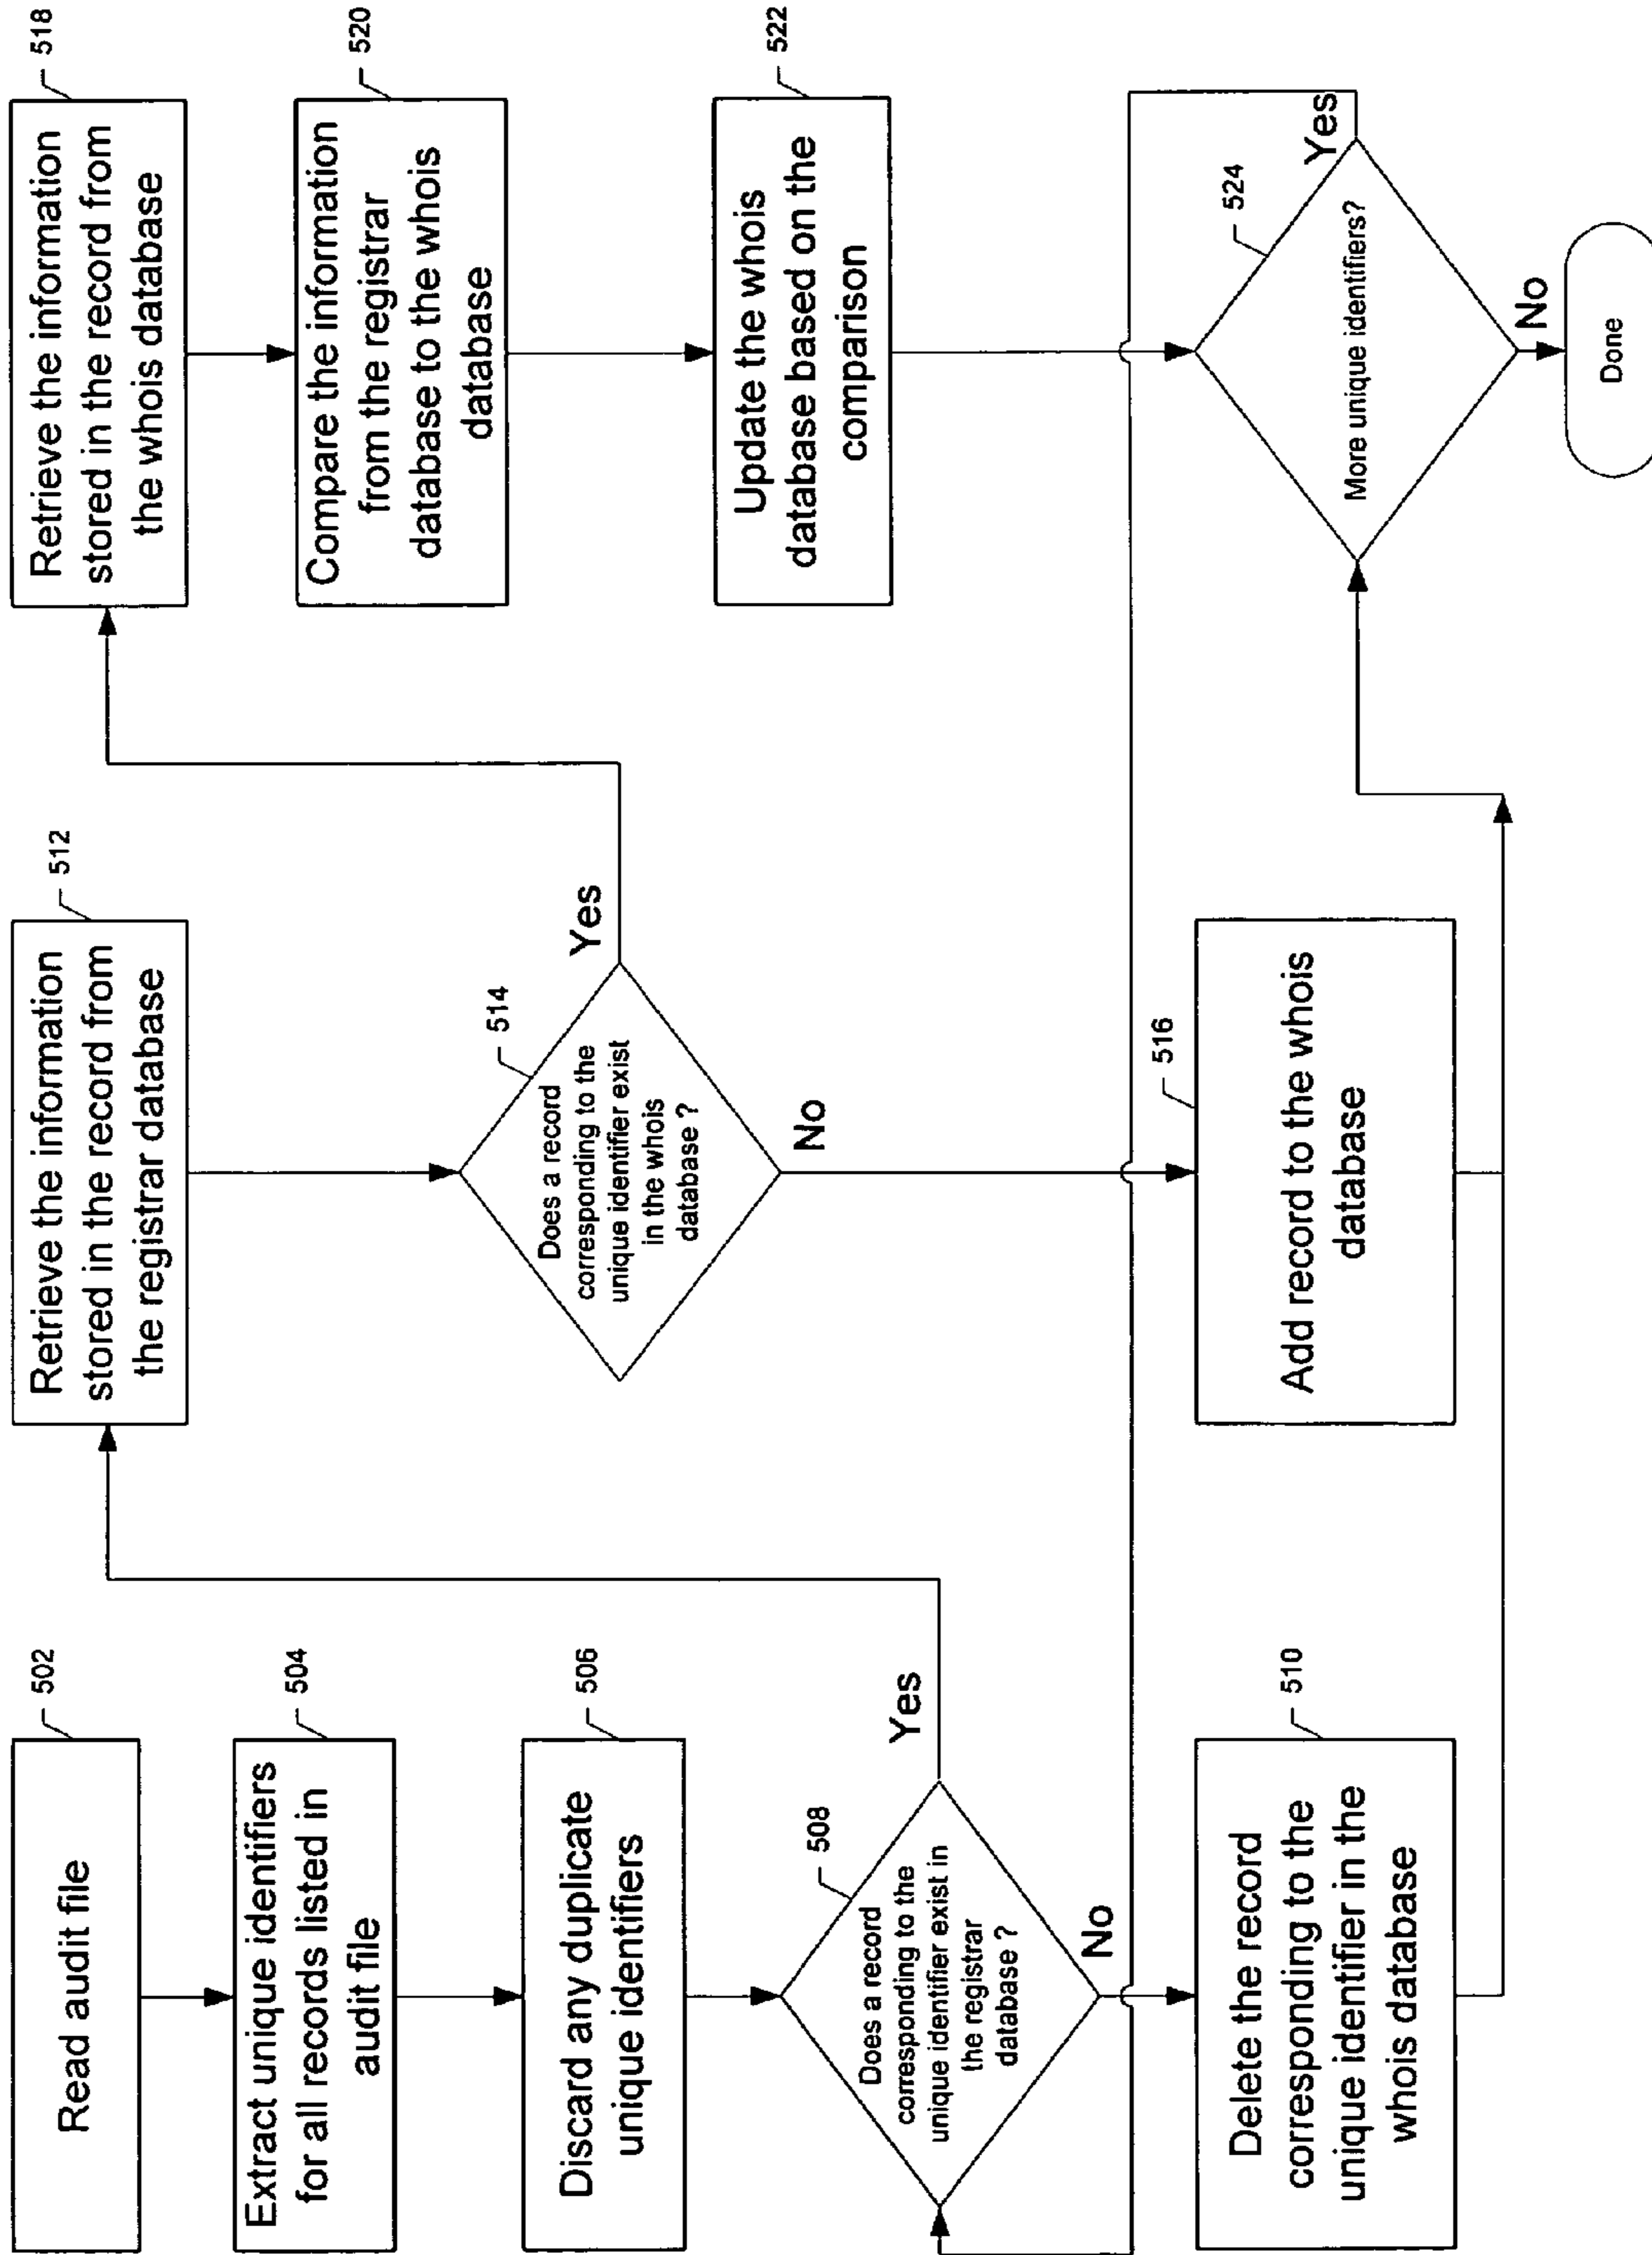 Read audit file
502
Extract unique identifiers
for all records listed in
audit file
504
Discard any duplicate
unique identifiers
506
Does a record
corresponding to the
unique identifier exist in
the registrar
database ?
508
Yes
No
Delete the record
corresponding to the
unique identifier in the
whois database
510
Retrieve the information
stored in the record from
the registrar database
512
Does a record
corresponding to the
unique identifier exist
in the whois
database ?
514
Yes
No
Add record to the whois
database
516
Retrieve the information
stored in the record from
the whois database
518
Compare the information
from the registrar
database to the whois
database
520
Update the whois
database based on the
comparison
522
More unique identifiers?
524
Yes
No
Done